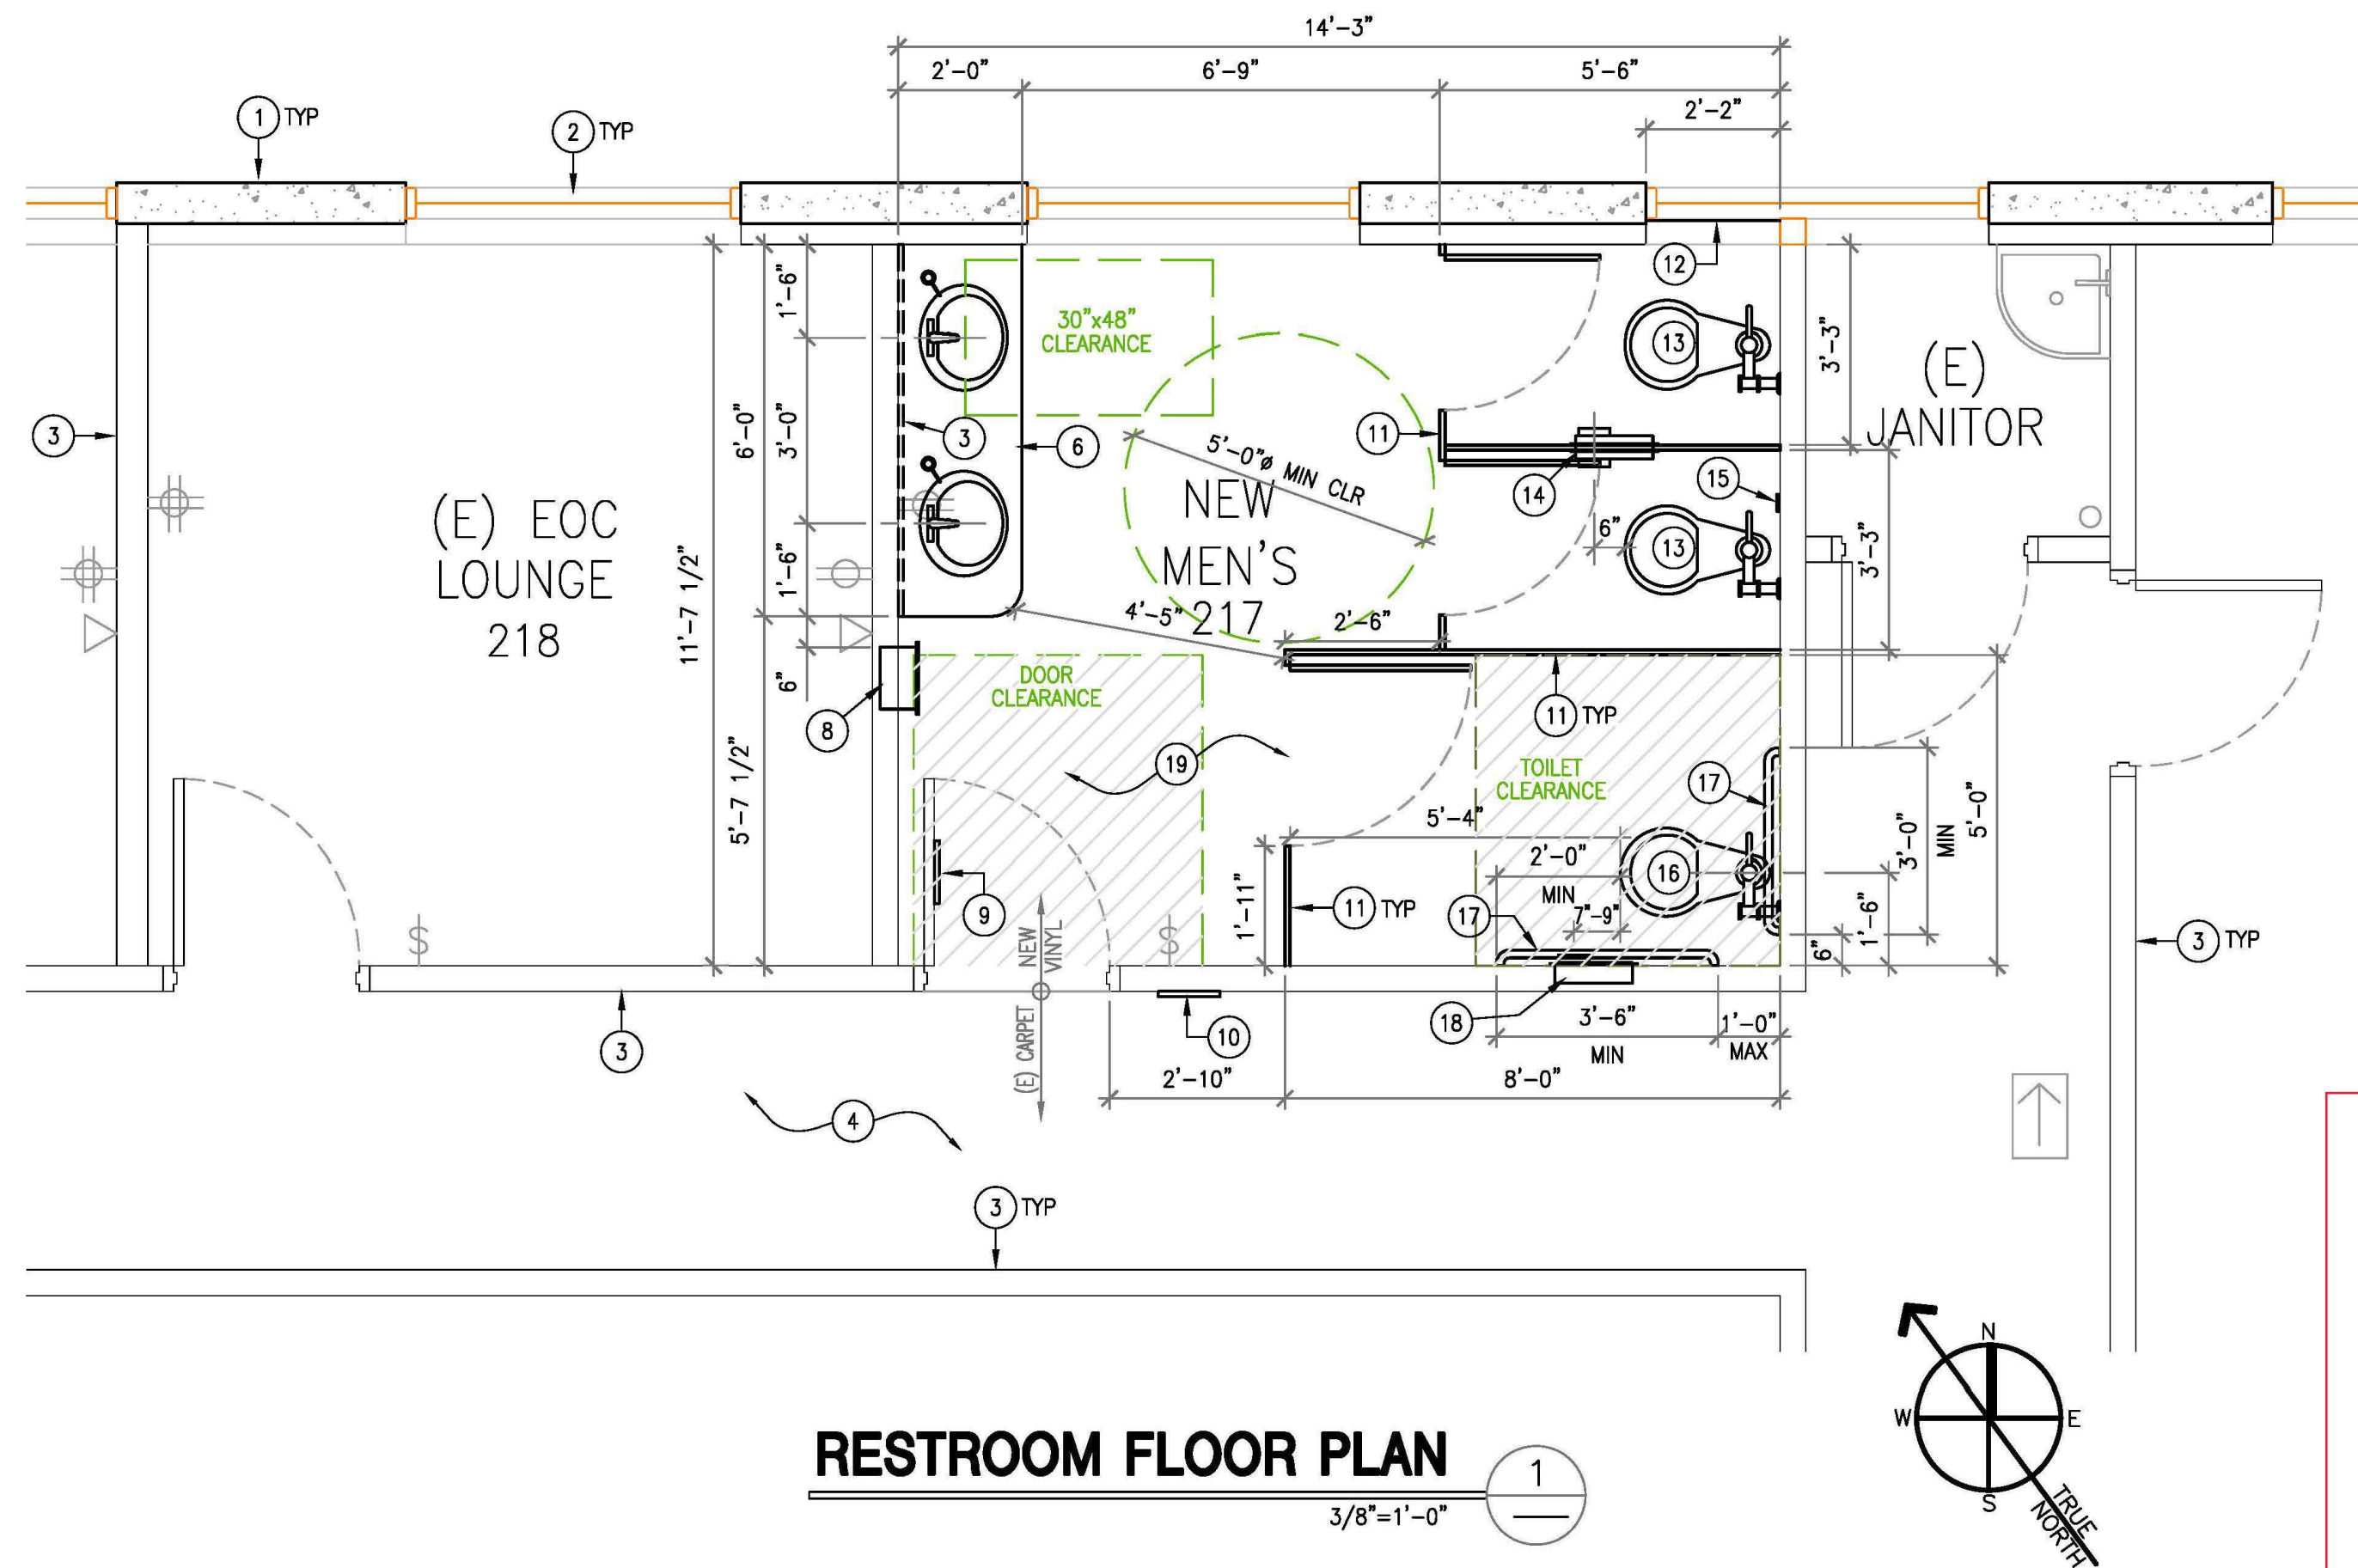 14'-3"
2'-0"
6'-9"
5'-6"
2'-2"
1 TYP
2 TYP
12
1'-6"
30"x48"
CLEARANCE
13
3'-3"
(E)
JANITOR
3
6'-0"
3'-0"
3
6
11
5'-0"ø MIN CLR
14
15
(E) EOC
LOUNGE
218
NEW
MEN'S
217
6"
13
3'-3"
11'-7 1/2"
1'-6"
4'-5"
2'-6"
6"
8
DOOR
CLEARANCE
11 TYP
5'-7 1/2"
19
TOILET
CLEARANCE
17
5'-4"
3'-0"
MIN
5'-0"
2'-0"
MIN
16
9
1'-11"
11 TYP
17
7"-9"
1'-6"
6"
$
NEW
VINYL
$
3 TYP
(E) CARPET
3
10
18
3'-6"
MIN
1'-0"
MAX
2'-10"
8'-0"
4
3 TYP
N
W
E
S
TRUE
NORTH
RESTROOM FLOOR PLAN
1
3/8"=1'-0"